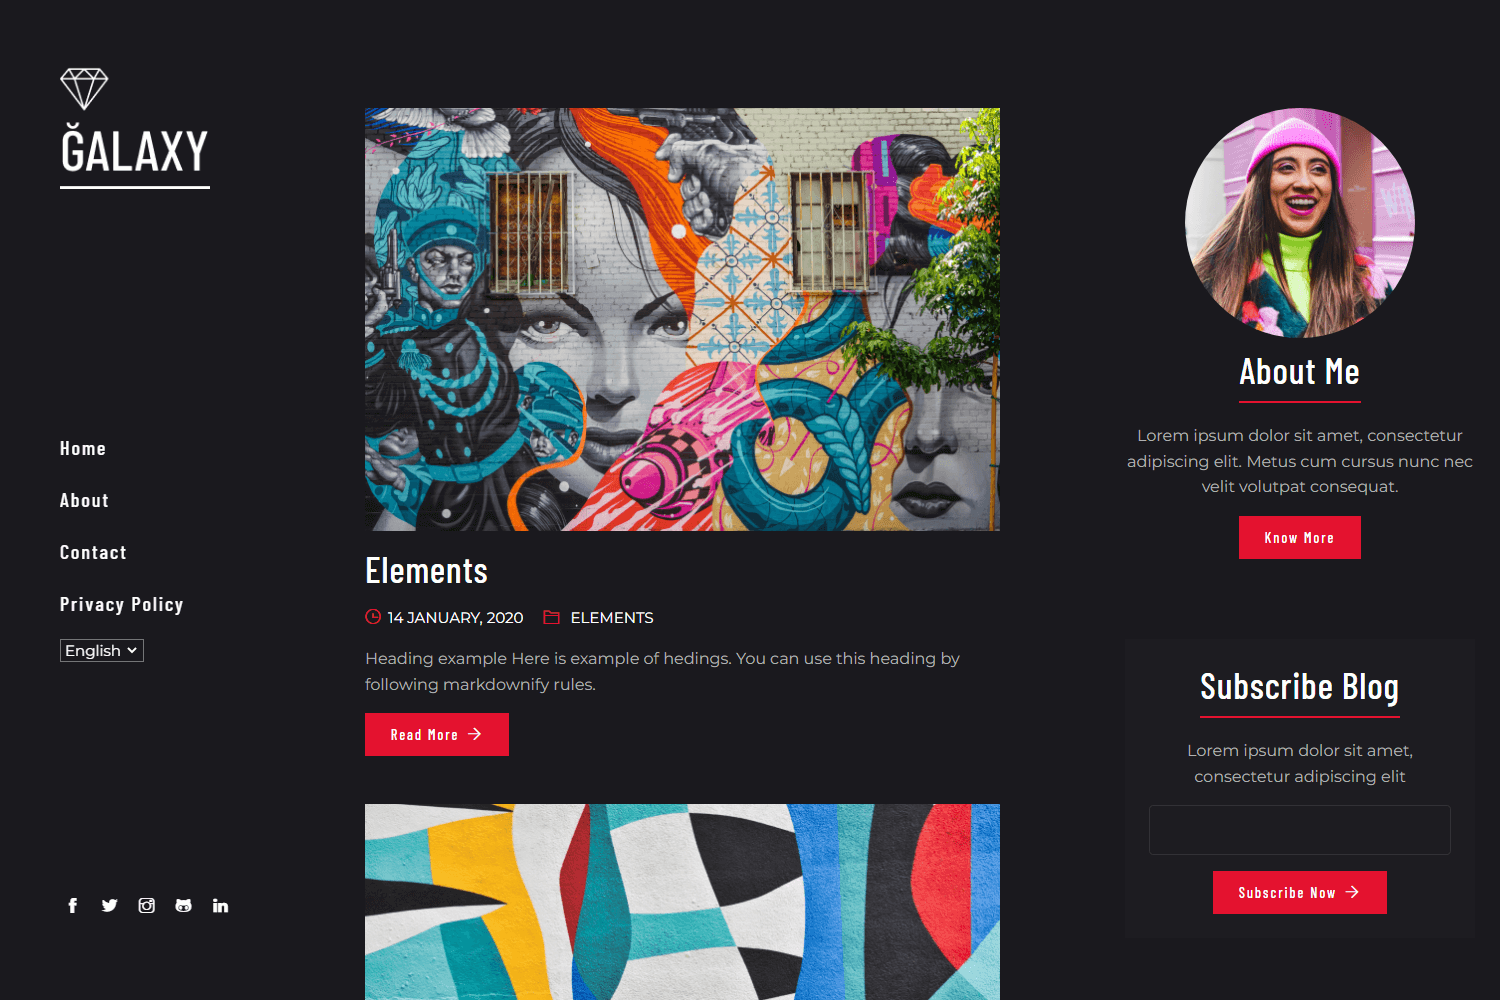 ĞALAXY
Home
About
Contact
Privacy Policy
English
Elements
14 JANUARY, 2020 ELEMENTS
Heading example Here is example of hedings. You can use this heading by
following markdownify rules.
Read More
About Me
Lorem ipsum dolor sit amet, consectetur
adipiscing elit. Metus cum cursus nunc nec
velit volutpat consequat.
Know More
Subscribe Blog
Lorem ipsum dolor sit amet,
consectetur adipiscing elit
Subscribe Now